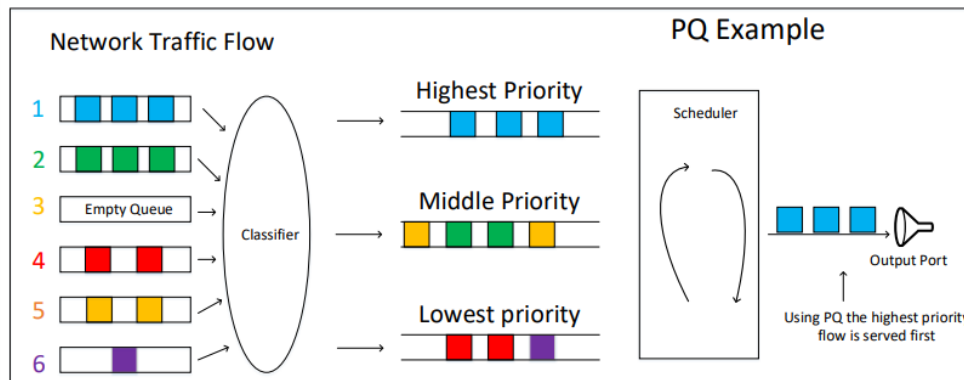 Network Traffic Flow
PQ Example
1
2
3
Empty Queue
4
5
6
Classifier
Highest Priority
Middle Priority
Lowest priority
Scheduler
Output Port
Using PQ the highest priority
flow is served first